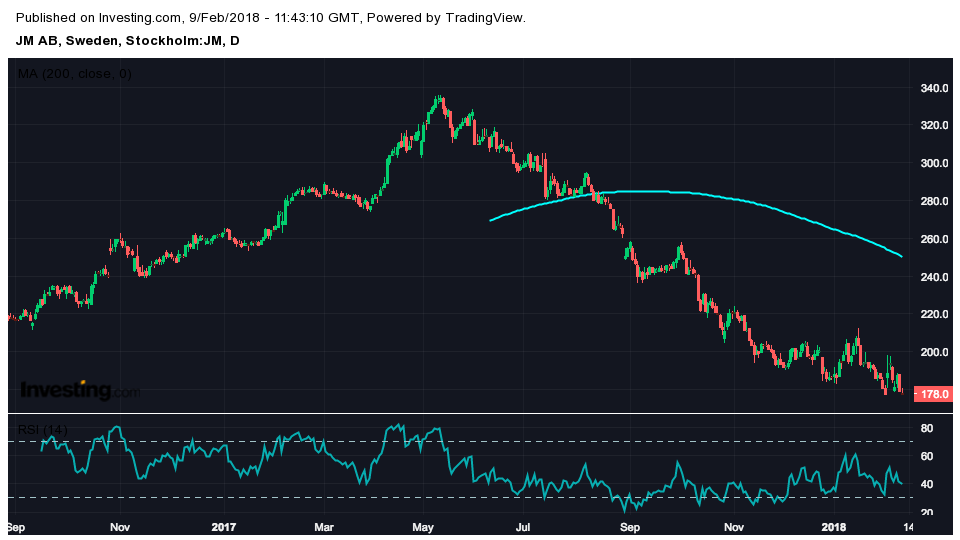 Published on Investing.com, 9/Feb/2018 - 11:43:10 GMT, Powered by TradingView.
JM AB, Sweden, Stockholm:JM, D
MA (200, close, 0)
340.0
320.0
300.0
280.0
260.0
240.0
220.0
200.0
178.0
Investing.com
RSI (14)
80
60
40
20
Sep Nov 2017 Mar May Jul Sep Nov 2018 14